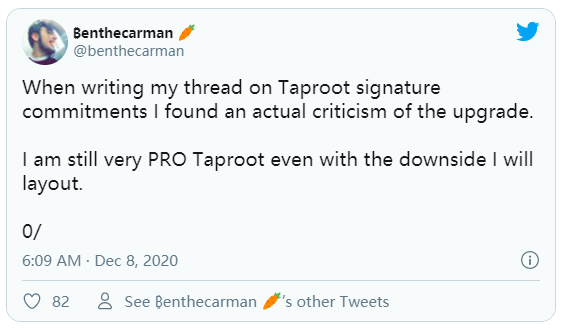 Ƀenthecarman 🥕
@benthecarman
When writing my thread on Taproot signature
commitments I found an actual criticism of the upgrade.
I am still very PRO Taproot even with the downside I will
layout.
0/
6:09 AM · Dec 8, 2020
82
See Ƀenthecarman 🥕's other Tweets